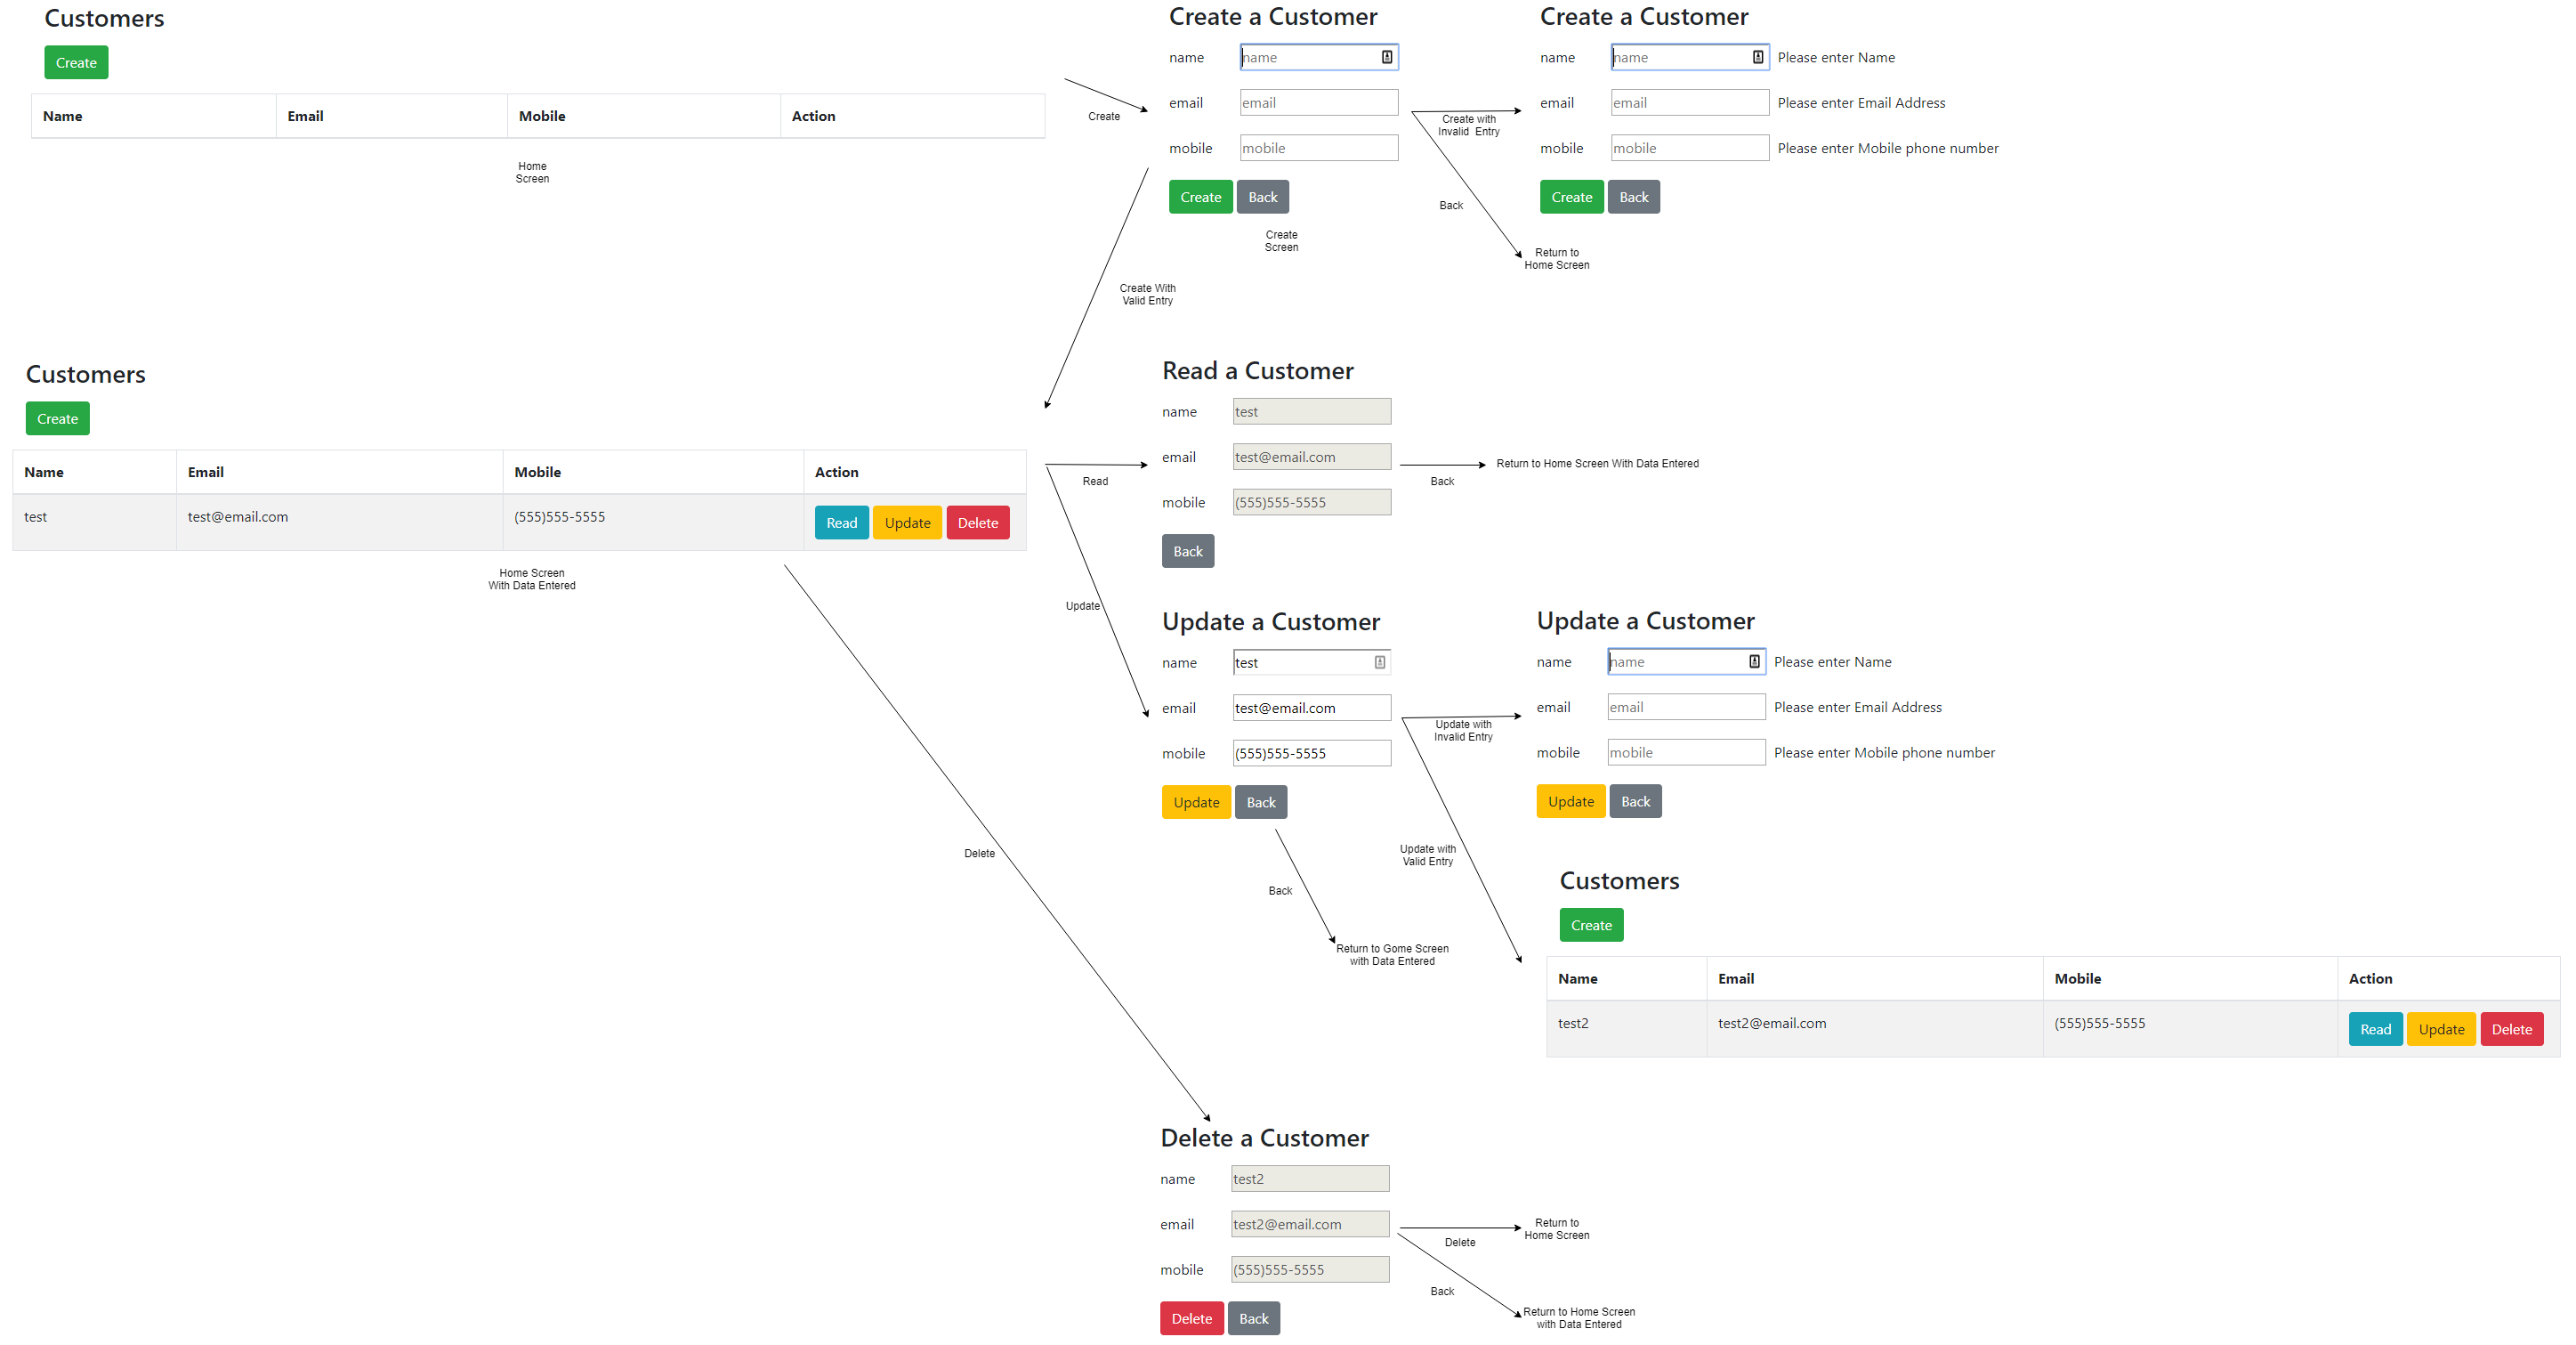 Customers
Create
Name Email Mobile Action
Home
Screen
Create
Create a Customer
name name
email email
mobile mobile
Create Back
Create
Screen
Create with
Invalid Entry
Back
Return to
Home Screen
Create a Customer
name name Please enter Name
email email Please enter Email Address
mobile mobile Please enter Mobile phone number
Create Back
Create With
Valid Entry
Customers
Create
Name Email Mobile Action
test test@email.com (555)555-5555 Read Update Delete
Home Screen
With Data Entered
Read
Read a Customer
name test
email test@email.com
mobile (555)555-5555
Back
Back
Return to Home Screen With Data Entered
Update
Update a Customer
name test
email test@email.com
mobile (555)555-5555
Update Back
Update with
Invalid Entry
Update a Customer
name name Please enter Name
email email Please enter Email Address
mobile mobile Please enter Mobile phone number
Update Back
Update with
Valid Entry
Back
Return to Gome Screen
with Data Entered
Customers
Create
Name Email Mobile Action
test2 test2@email.com (555)555-5555 Read Update Delete
Delete
Delete a Customer
name test2
email test2@email.com
mobile (555)555-5555
Delete Back
Delete
Return to
Home Screen
Back
Return to Home Screen
with Data Entered